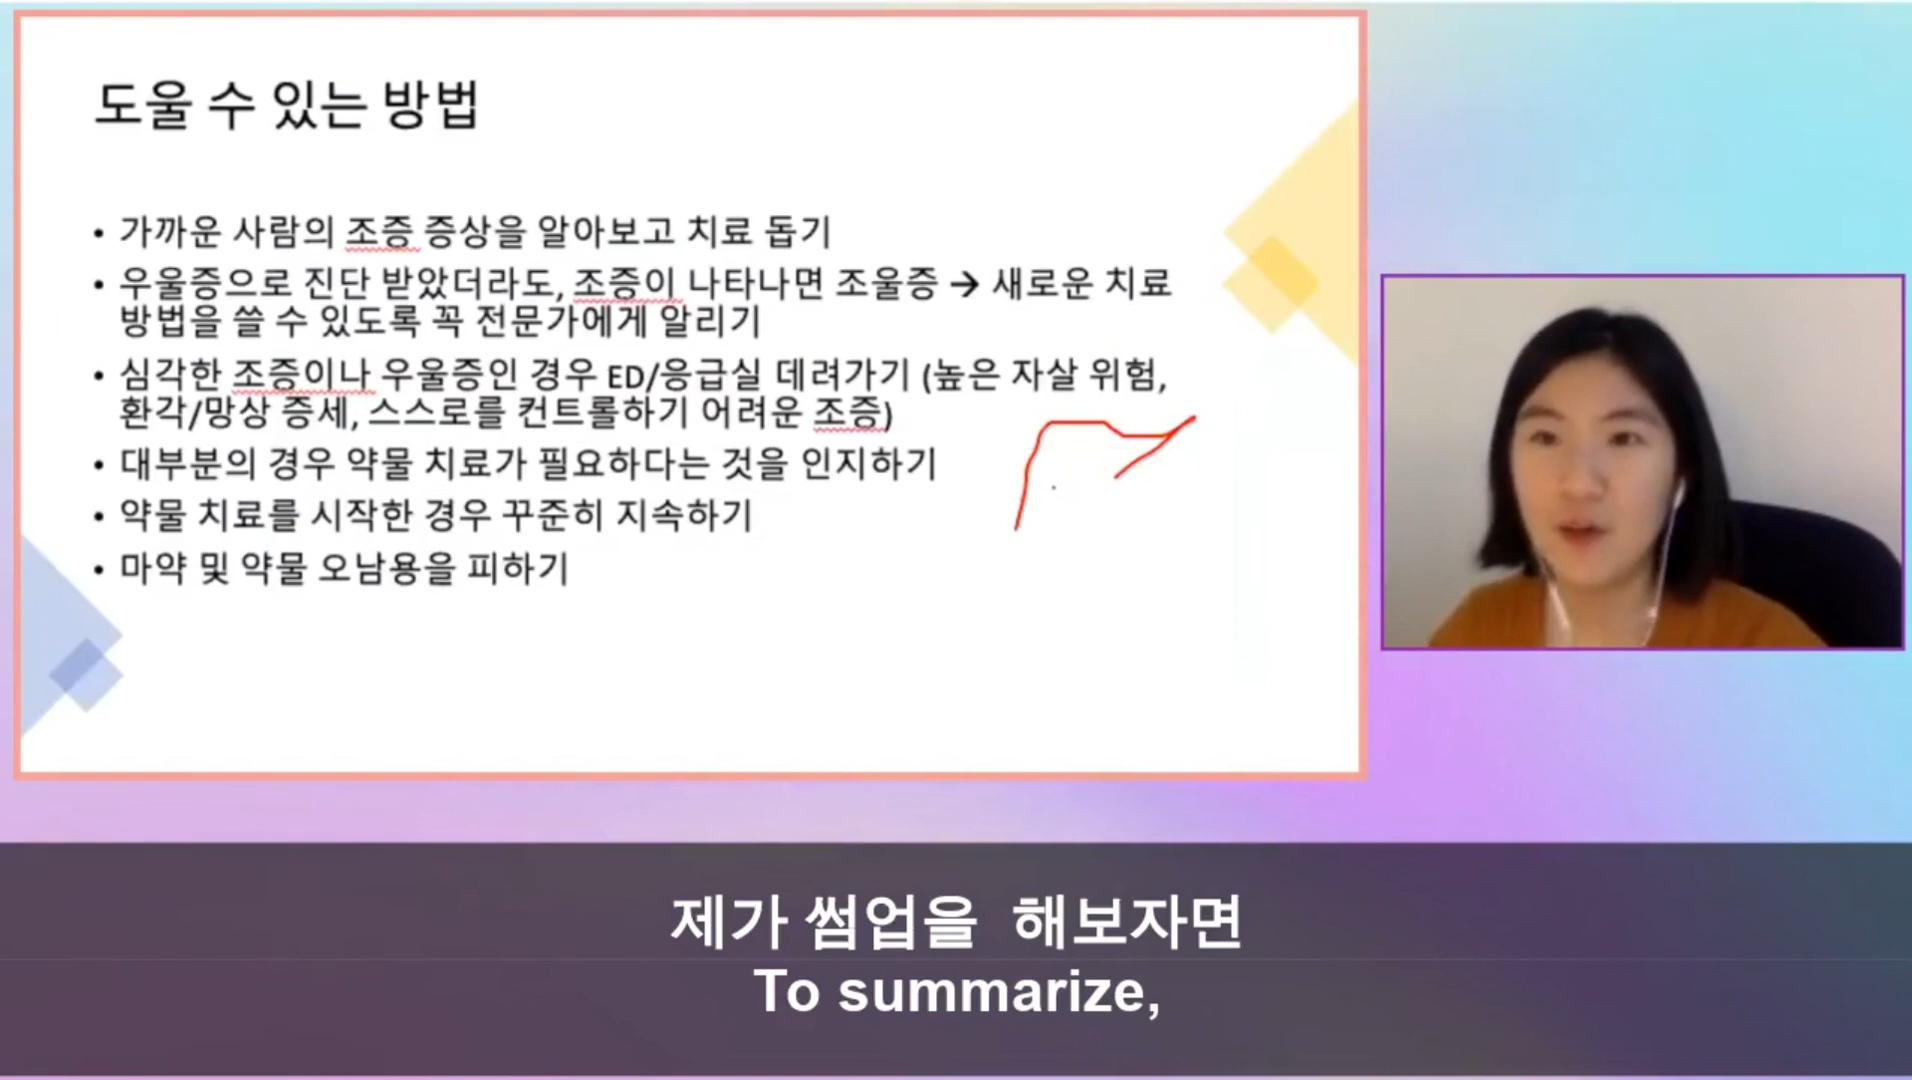 도울 수 있는 방법
• 가까운 사람의 조증 증상을 알아보고 치료 돕기
• 우울증으로 진단 받았더라도, 조증이 나타나면 조울증 → 새로운 치료
방법을 쓸 수 있도록 꼭 전문가에게 알리기
• 심각한 조증이나 우울증인 경우 ED/응급실 데려가기 (높은 자살 위험,
환각/망상 증세, 스스로를 컨트롤하기 어려운 조증)
• 대부분의 경우 약물 치료가 필요하다는 것을 인지하기
• 약물 치료를 시작한 경우 꾸준히 지속하기
• 마약 및 약물 오남용을 피하기
제가 썸업을 해보자면
To summarize,